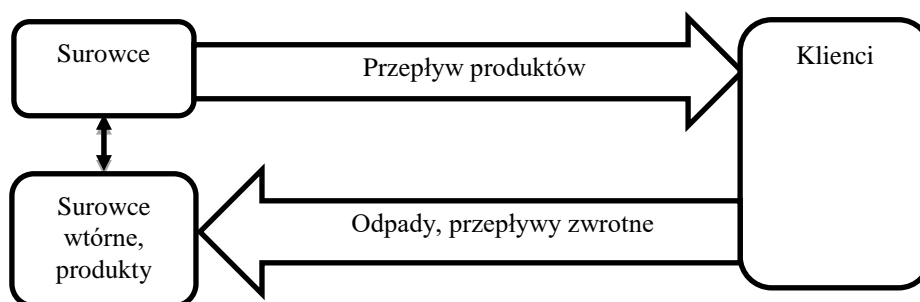 Surowce
Przepływ produktów
Klienci
Surowce
wtórne,
produkty
Odpady, przepływy zwrotne